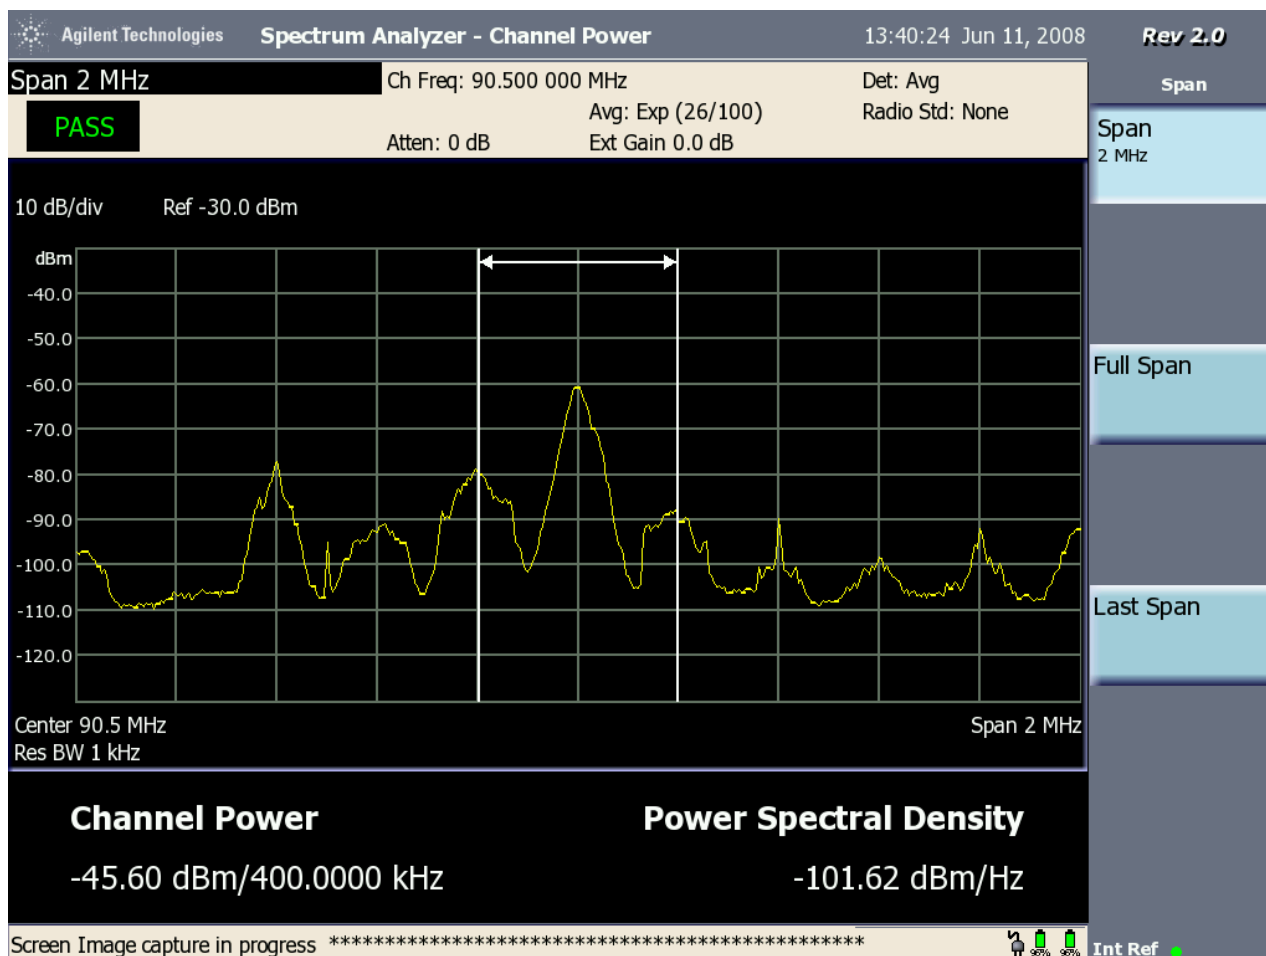 Agilent Technologies Spectrum Analyzer - Channel Power 13:40:24 Jun 11, 2008 Rev 2.0
Span 2 MHz Ch Freq: 90.500 000 MHz Det: Avg Span
PASS Avg: Exp (26/100) Radio Std: None
Atten: 0 dB Ext Gain 0.0 dB
Span
2 MHz
10 dB/div Ref -30.0 dBm
dBm
-40.0
-50.0
Full Span
-60.0
-70.0
-80.0
-90.0
-100.0
-110.0
Last Span
-120.0
Center 90.5 MHz Span 2 MHz
Res BW 1 kHz
Channel Power Power Spectral Density
-45.60 dBm/400.0000 kHz -101.62 dBm/Hz
Screen Image capture in progress ************************************************ Int Ref